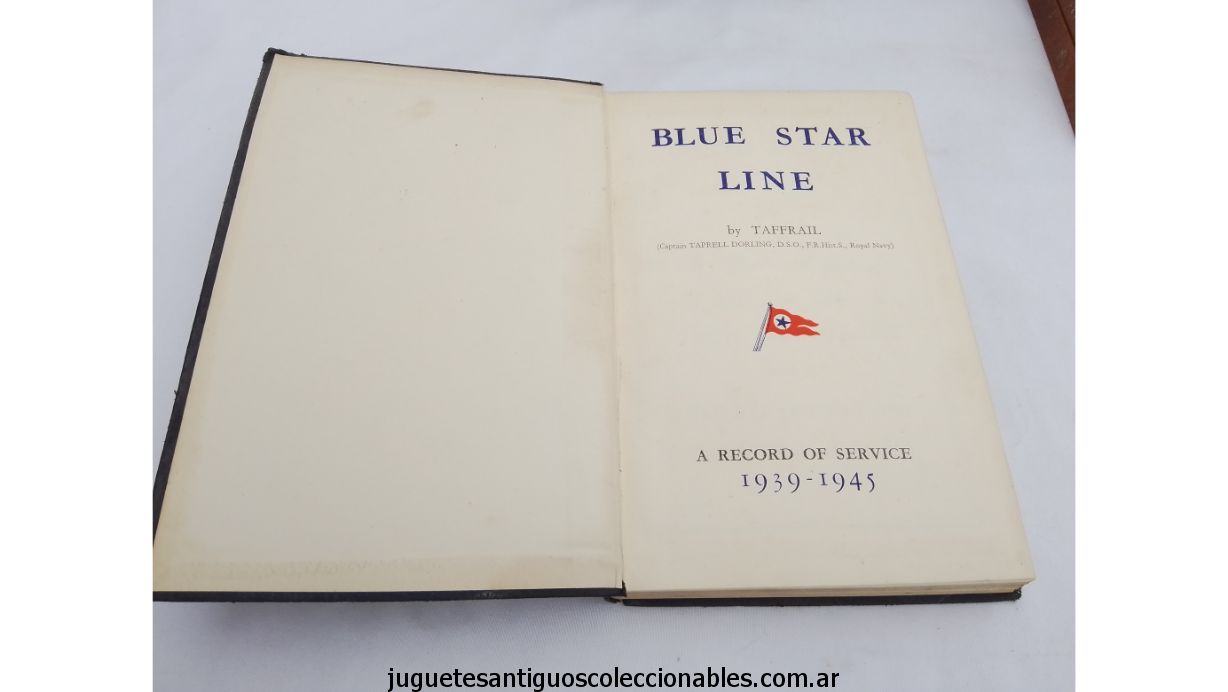 BLUE STAR
LINE
by TAFFRAIL
(Captain TAPRELL DORLING, D.S.O., F.R.Hist.S., Royal Navy)
A RECORD OF SERVICE
1939-1945
juguetesantiguoscoleccionables.com.ar